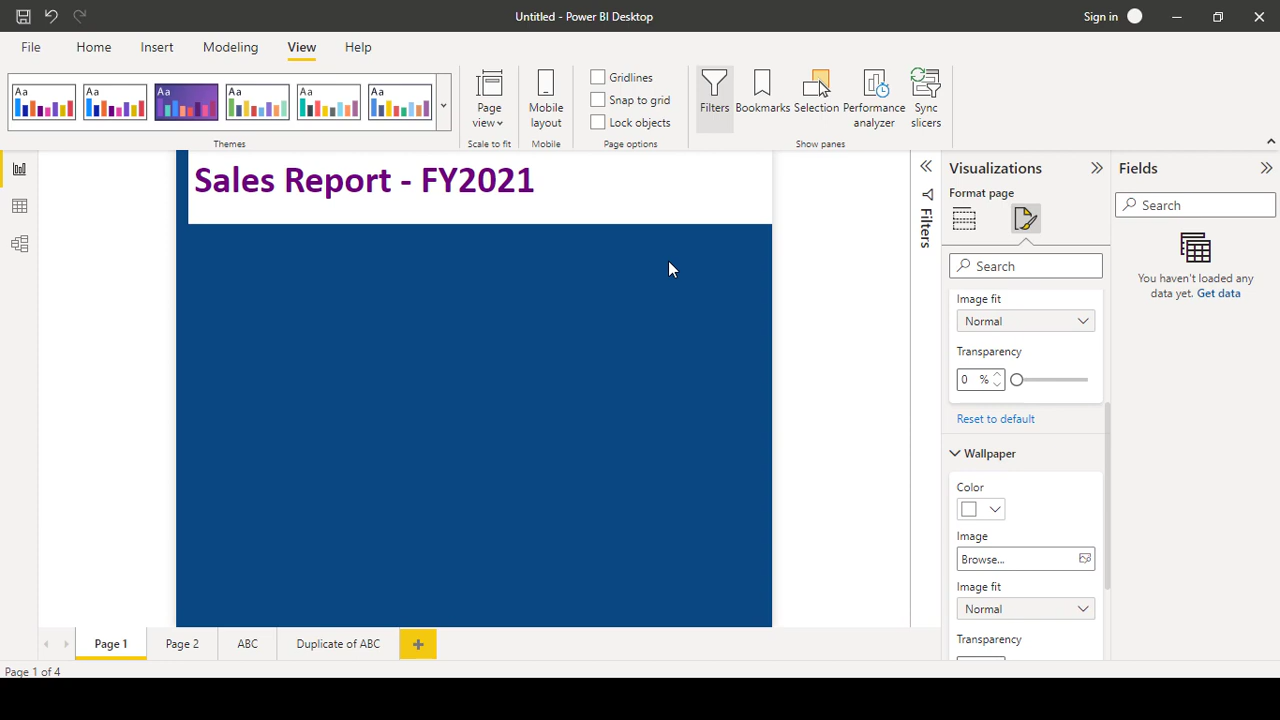 Untitled - Power BI Desktop
Sign in
File Home Insert Modeling View Help
Aa Aa Aa Aa Aa Aa
Page view
Mobile layout
Gridlines
Snap to grid
Lock objects
Filters
Bookmarks
Selection
Performance analyzer
Sync slicers
Themes
Scale to fit
Mobile
Page options
Show panes
Sales Report - FY2021
Filters
Visualizations
Format page
Search
Image fit
Normal
Transparency
0 %
Reset to default
Wallpaper
Color
Image
Browse...
Image fit
Normal
Transparency
Fields
Search
You haven't loaded any
data yet. Get data
Page 1 Page 2 ABC Duplicate of ABC +
Page 1 of 4